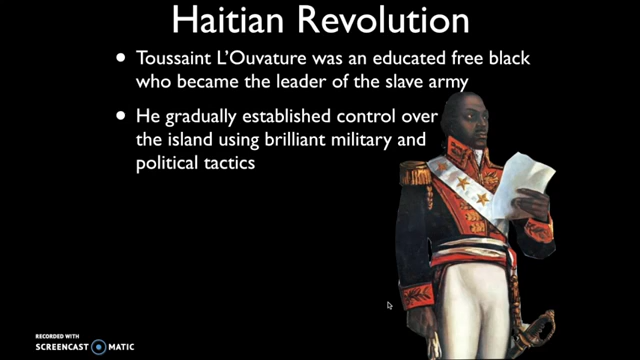 Haitian Revolution
• Toussaint L'Ouvature was an educated free black
who became the leader of the slave army
• He gradually established control over
the island using brilliant military and
political tactics
RECORDED WITH
SCREENCAST MATIC